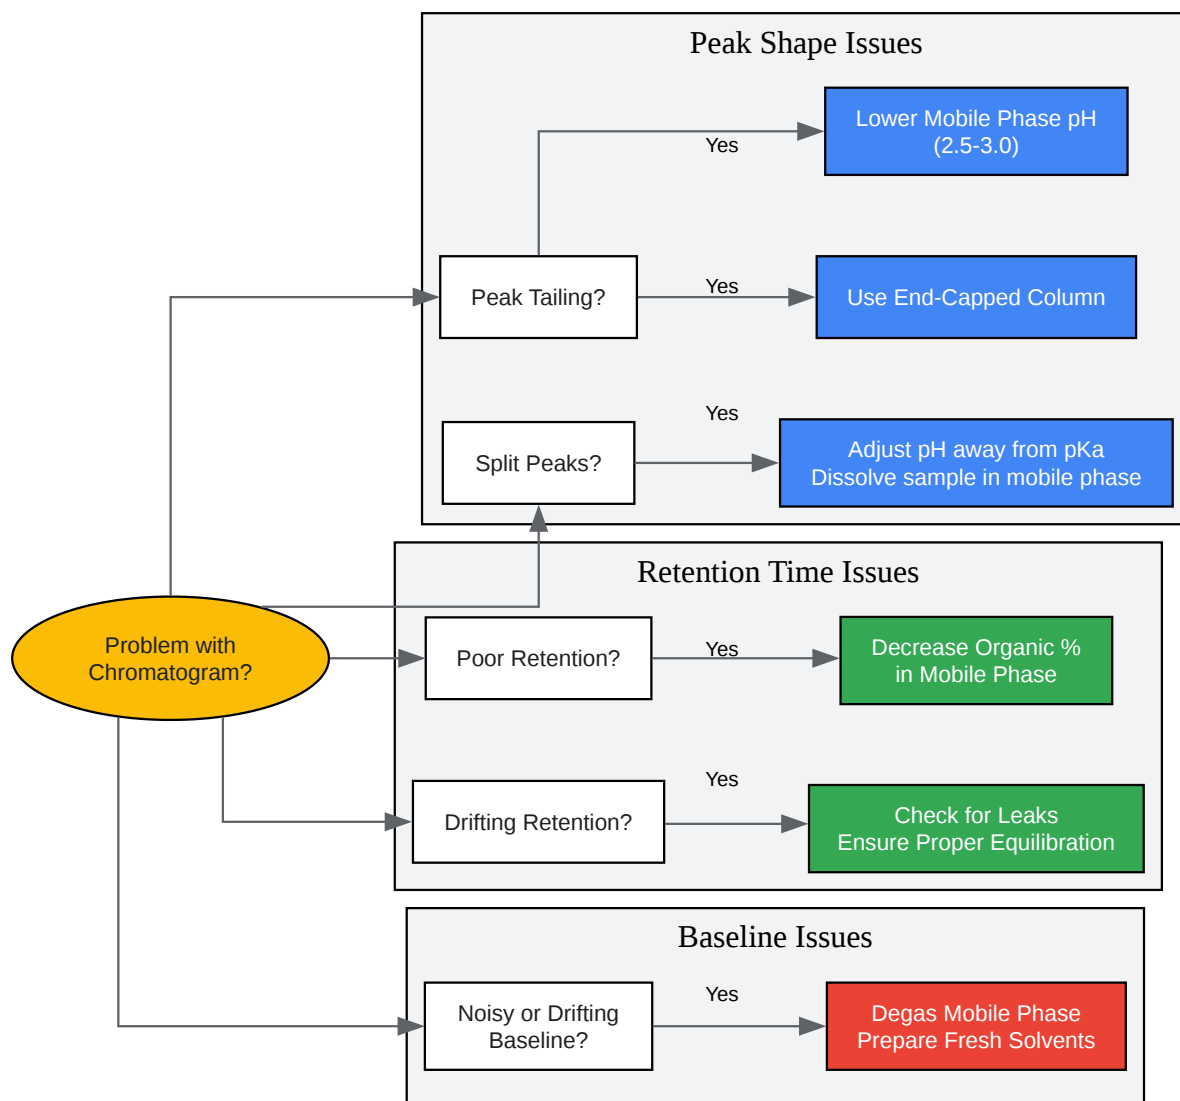 Peak Shape Issues
Lower Mobile Phase pH
(2.5-3.0)
Yes
Peak Tailing?
Yes
Use End-Capped Column
Split Peaks?
Yes
Adjust pH away from pKa
Dissolve sample in mobile phase
Retention Time Issues
Problem with
Chromatogram?
Poor Retention?
Yes
Decrease Organic %
in Mobile Phase
Drifting Retention?
Yes
Check for Leaks
Ensure Proper Equilibration
Baseline Issues
Noisy or Drifting
Baseline?
Yes
Degas Mobile Phase
Prepare Fresh Solvents